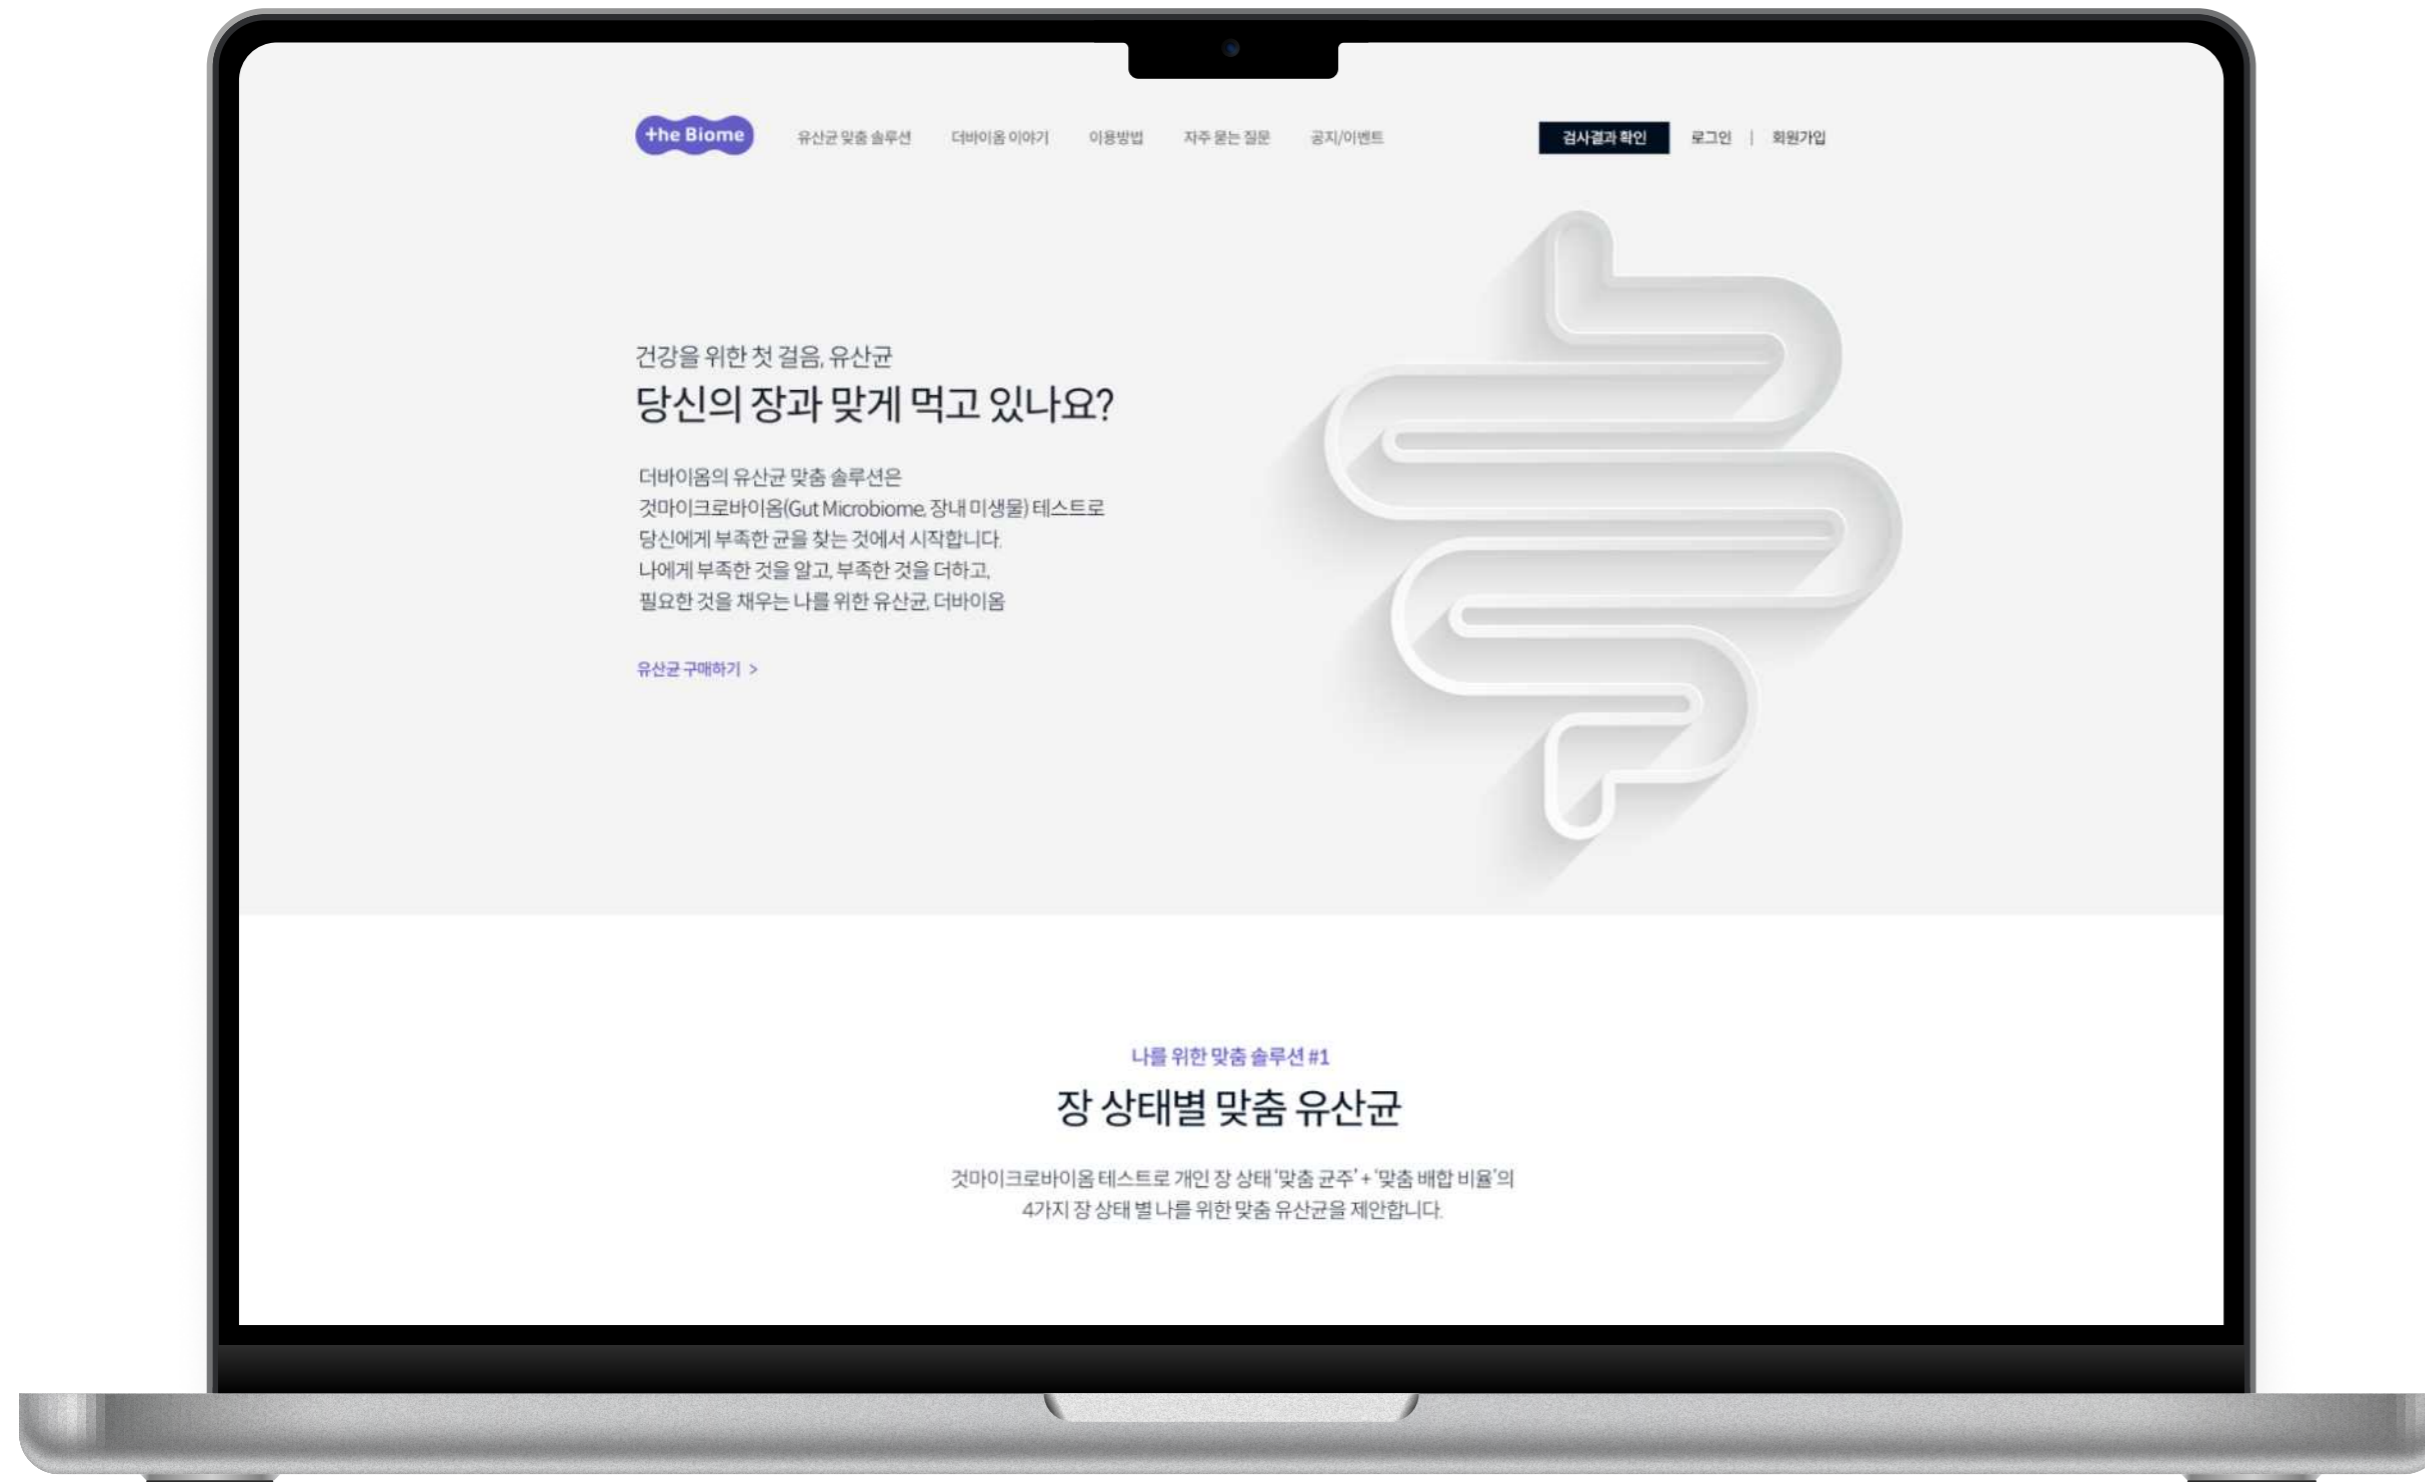 the Biome
유산균 맞춤 솔루션
더바이옴 이야기
이용방법
자주 묻는 질문
공지/이벤트
검사결과 확인
로그인 | 회원가입
건강을 위한 첫 걸음, 유산균
당신의 장과 맞게 먹고 있나요?
더바이옴의 유산균 맞춤 솔루션은
것마이크로바이옴(Gut Microbiome, 장내 미생물) 테스트로
당신에게 부족한 균을 찾는 것에서 시작합니다.
나에게 부족한 것을 알고, 부족한 것을 더하고,
필요한 것을 채우는 나를 위한 유산균, 더바이옴
유산균 구매하기 >
나를 위한 맞춤 솔루션 #1
장 상태별 맞춤 유산균
것마이크로바이옴 테스트로 개인 장 상태 '맞춤 균주' + '맞춤 배합 비율'의
4가지 장 상태 별 나를 위한 맞춤 유산균을 제안합니다.